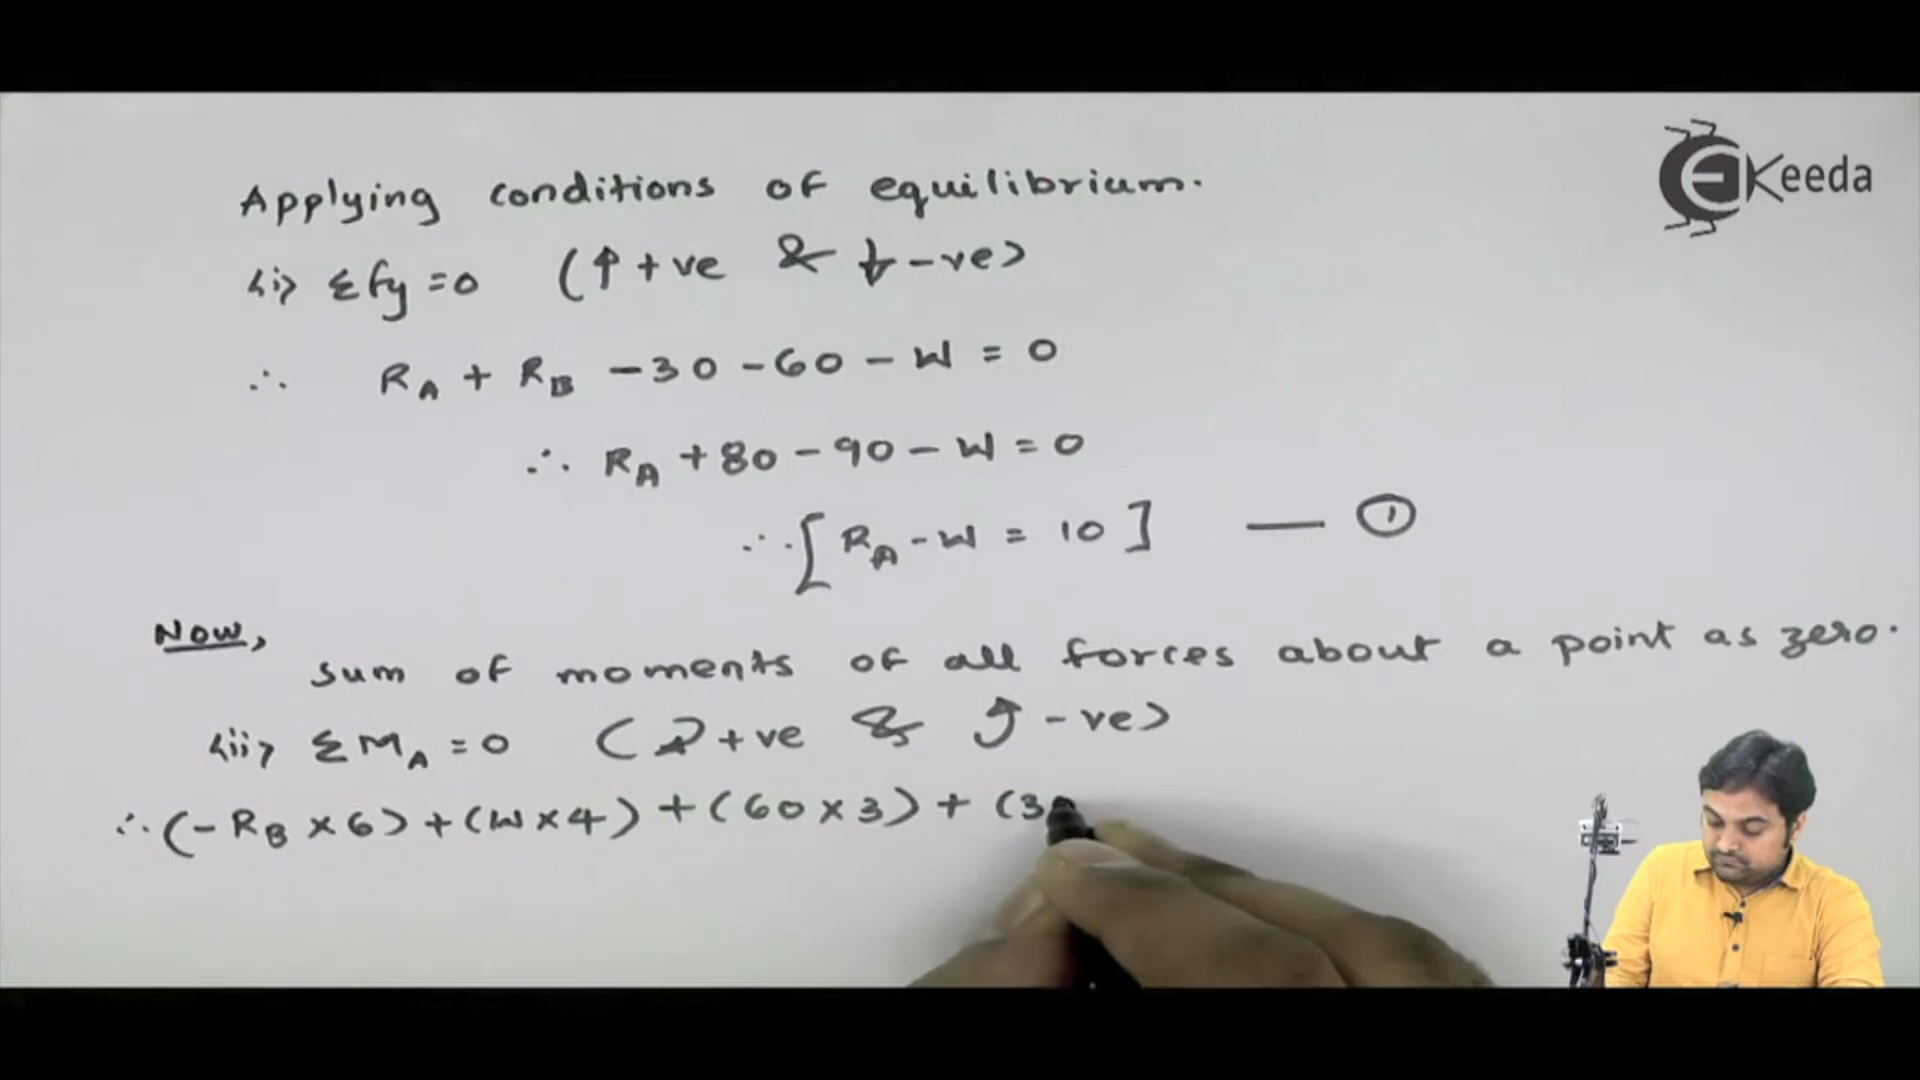 EKeeda
Applying conditions of equilibrium.
<i> ΣFy = 0 (↑ +ve & ↓ -ve>
∴ RA + RB - 30 - 60 - W = 0
∴ RA + 80 - 90 - W = 0
∴ [RA - W = 10] — ①
Now,
sum of moments of all forces about a point as zero.
<ii> ΣMA = 0 (↻ +ve & ↺ -ve>
∴ (- RB × 6) + (W × 4) + (60 × 3) + (30